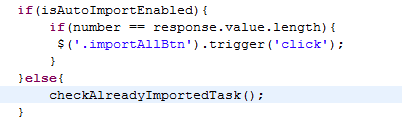 if(isAutoImportEnabled){
if(number == response.value.length){
$('.importAllBtn').trigger('click');
}
}else{
checkAlreadyImportedTask();
}